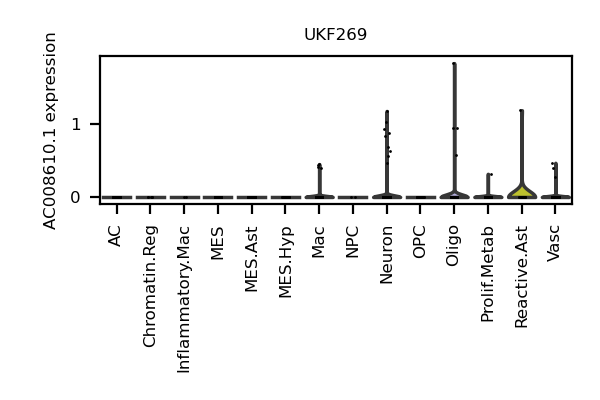 UKF269
AC008610.1 expression
1
0
AC
Chromatin.Reg
Inflammatory.Mac
MES
MES.Ast
MES.Hyp
Mac
NPC
Neuron
OPC
Oligo
Prolif.Metab
Reactive.Ast
Vasc